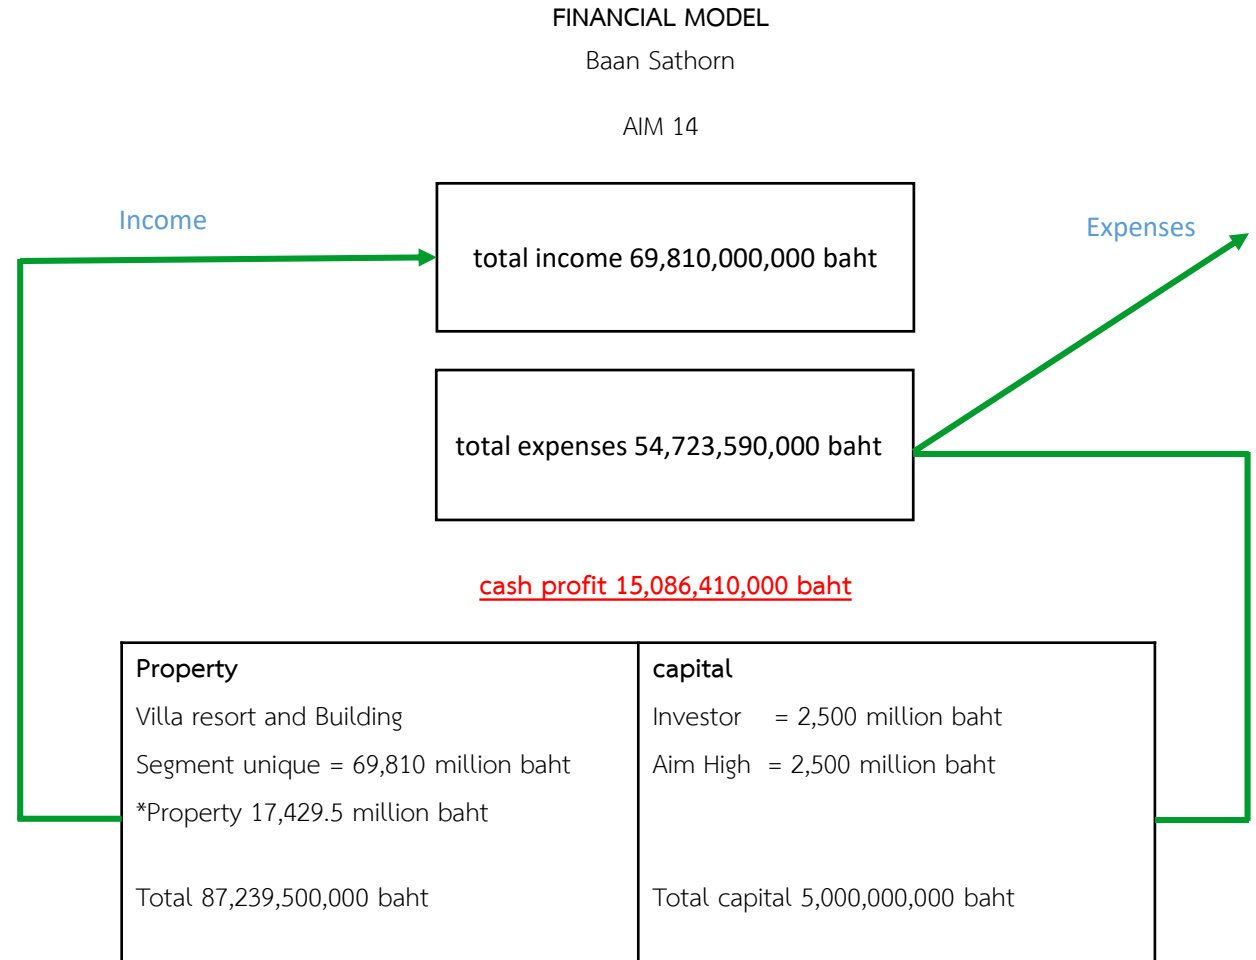 FINANCIAL MODEL
Baan Sathorn
AIM 14
Income
Expenses
total income 69,810,000,000 baht
total expenses 54,723,590,000 baht
cash profit 15,086,410,000 baht
Property
Villa resort and Building
Segment unique = 69,810 million baht
*Property 17,429.5 million baht
Total 87,239,500,000 baht
capital
Investor = 2,500 million baht
Aim High = 2,500 million baht
Total capital 5,000,000,000 baht